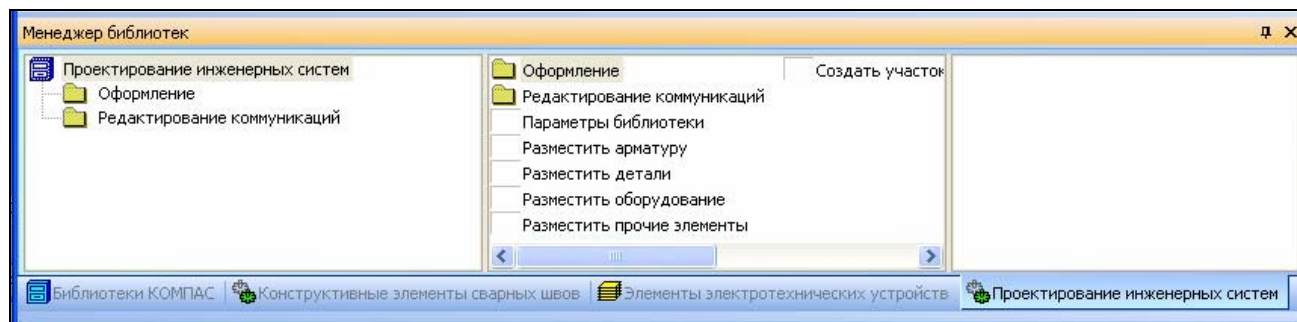 Менеджер библиотек
Проектирование инженерных систем
Оформление
Редактирование коммуникаций
Оформление
Создать участок
Редактирование коммуникаций
Параметры библиотеки
Разместить арматуру
Разместить детали
Разместить оборудование
Разместить прочие элементы
Библиотеки КОМПАС
Конструктивные элементы сварных швов
Элементы электротехнических устройств
Проектирование инженерных систем